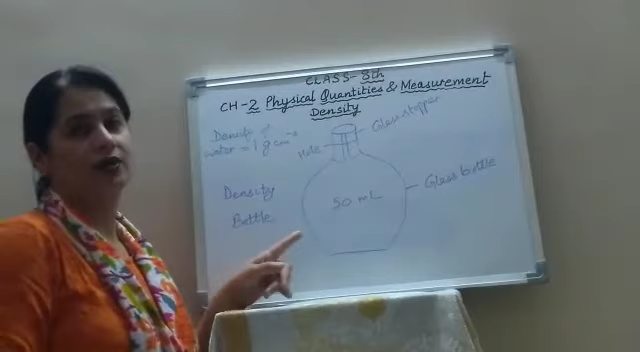 CLASS- 8th
CH-2 Physical Quantities & Measurement
Density
Density of
water = 1 g cm⁻³
Glass stopper
Hole
Density
Bottle
50 mL
Glass bottle